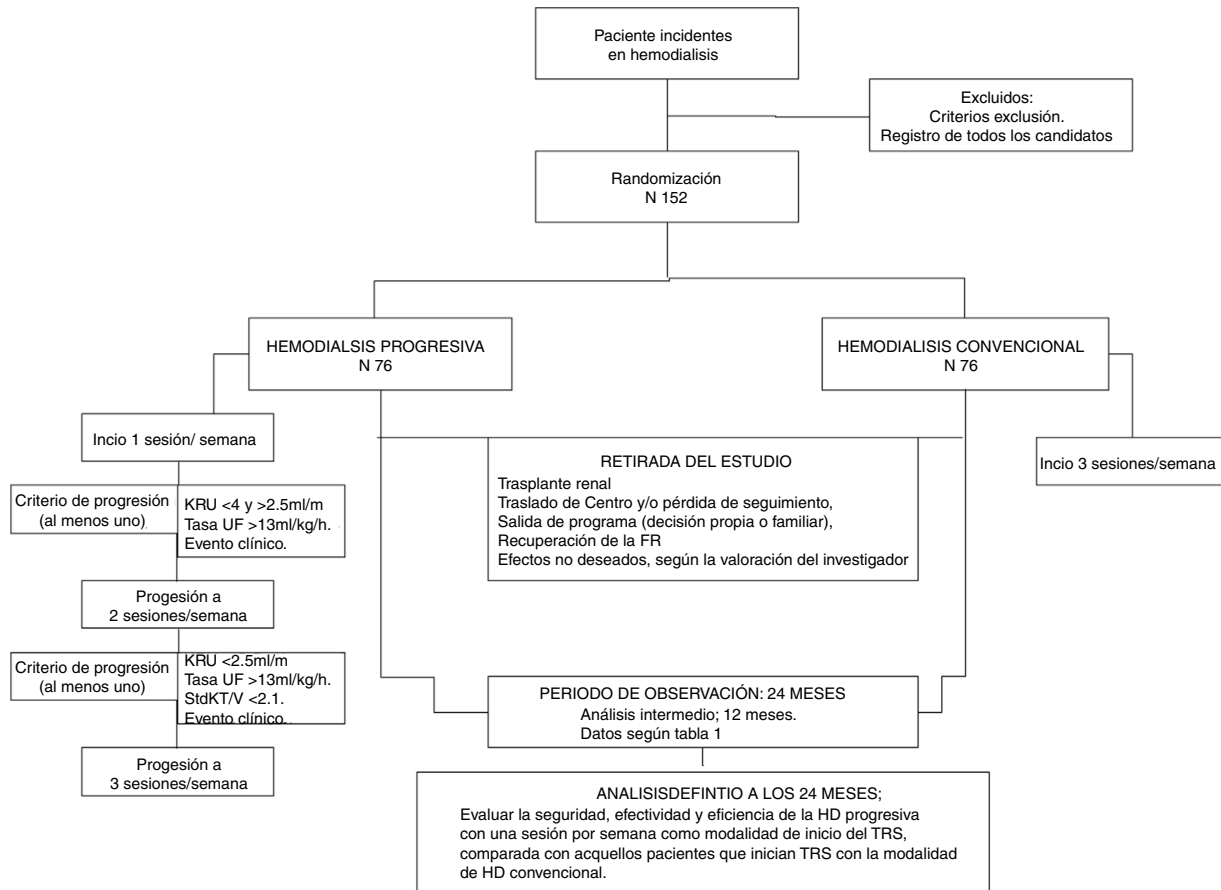 Paciente incidentes
en hemodialisis
Excluidos:
Criterios exclusión.
Registro de todos los candidatos
Randomización
N 152
HEMODIALSIS PROGRESIVA
N 76
HEMODIALISIS CONVENCIONAL
N 76
Incio 1 sesión/ semana
Criterio de progresión
(al menos uno)
KRU <4 y >2.5ml/m
Tasa UF >13ml/kg/h.
Evento clínico.
Progesión a
2 sesiones/semana
Criterio de progresión
(al menos uno)
KRU <2.5ml/m
Tasa UF >13ml/kg/h.
StdKT/V <2.1.
Evento clínico.
Progesión a
3 sesiones/semana
RETIRADA DEL ESTUDIO
Trasplante renal
Traslado de Centro y/o pérdida de seguimiento,
Salida de programa (decisión propia o familiar),
Recuperación de la FR
Efectos no deseados, según la valoración del investigador
Incio 3 sesiones/semana
PERIODO DE OBSERVACIÓN: 24 MESES
Análisis intermedio; 12 meses.
Datos según tabla 1
ANALISISDEFINTIO A LOS 24 MESES;
Evaluar la seguridad, efectividad y eficiencia de la HD progresiva
con una sesión por semana como modalidad de inicio del TRS,
comparada con acquellos pacientes que inician TRS con la modalidad
de HD convencional.